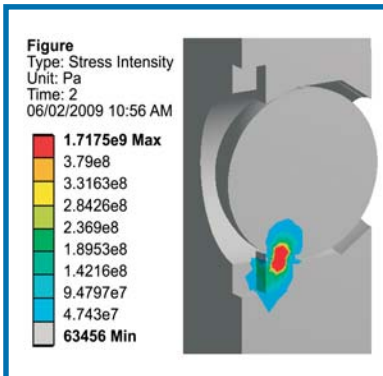 Figure
Type: Stress Intensity
Unit: Pa
Time: 2
06/02/2009 10:56 AM
1.7175e9 Max
3.79e8
3.3163e8
2.8426e8
2.369e8
1.8953e8
1.4216e8
9.4797e7
4.743e7
63456 Min